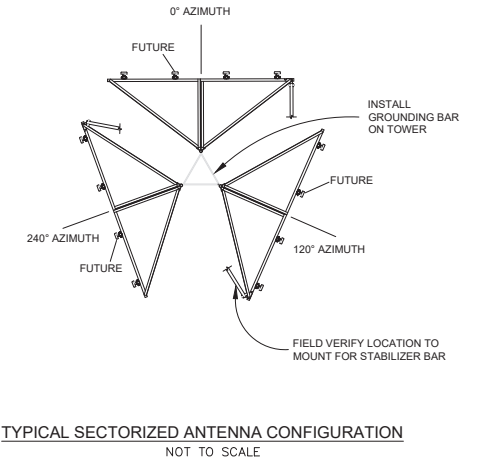 0° AZIMUTH
FUTURE
INSTALL
GROUNDING BAR
ON TOWER
FUTURE
240° AZIMUTH
120° AZIMUTH
FUTURE
FIELD VERIFY LOCATION TO
MOUNT FOR STABILIZER BAR
TYPICAL SECTORIZED ANTENNA CONFIGURATION
NOT TO SCALE